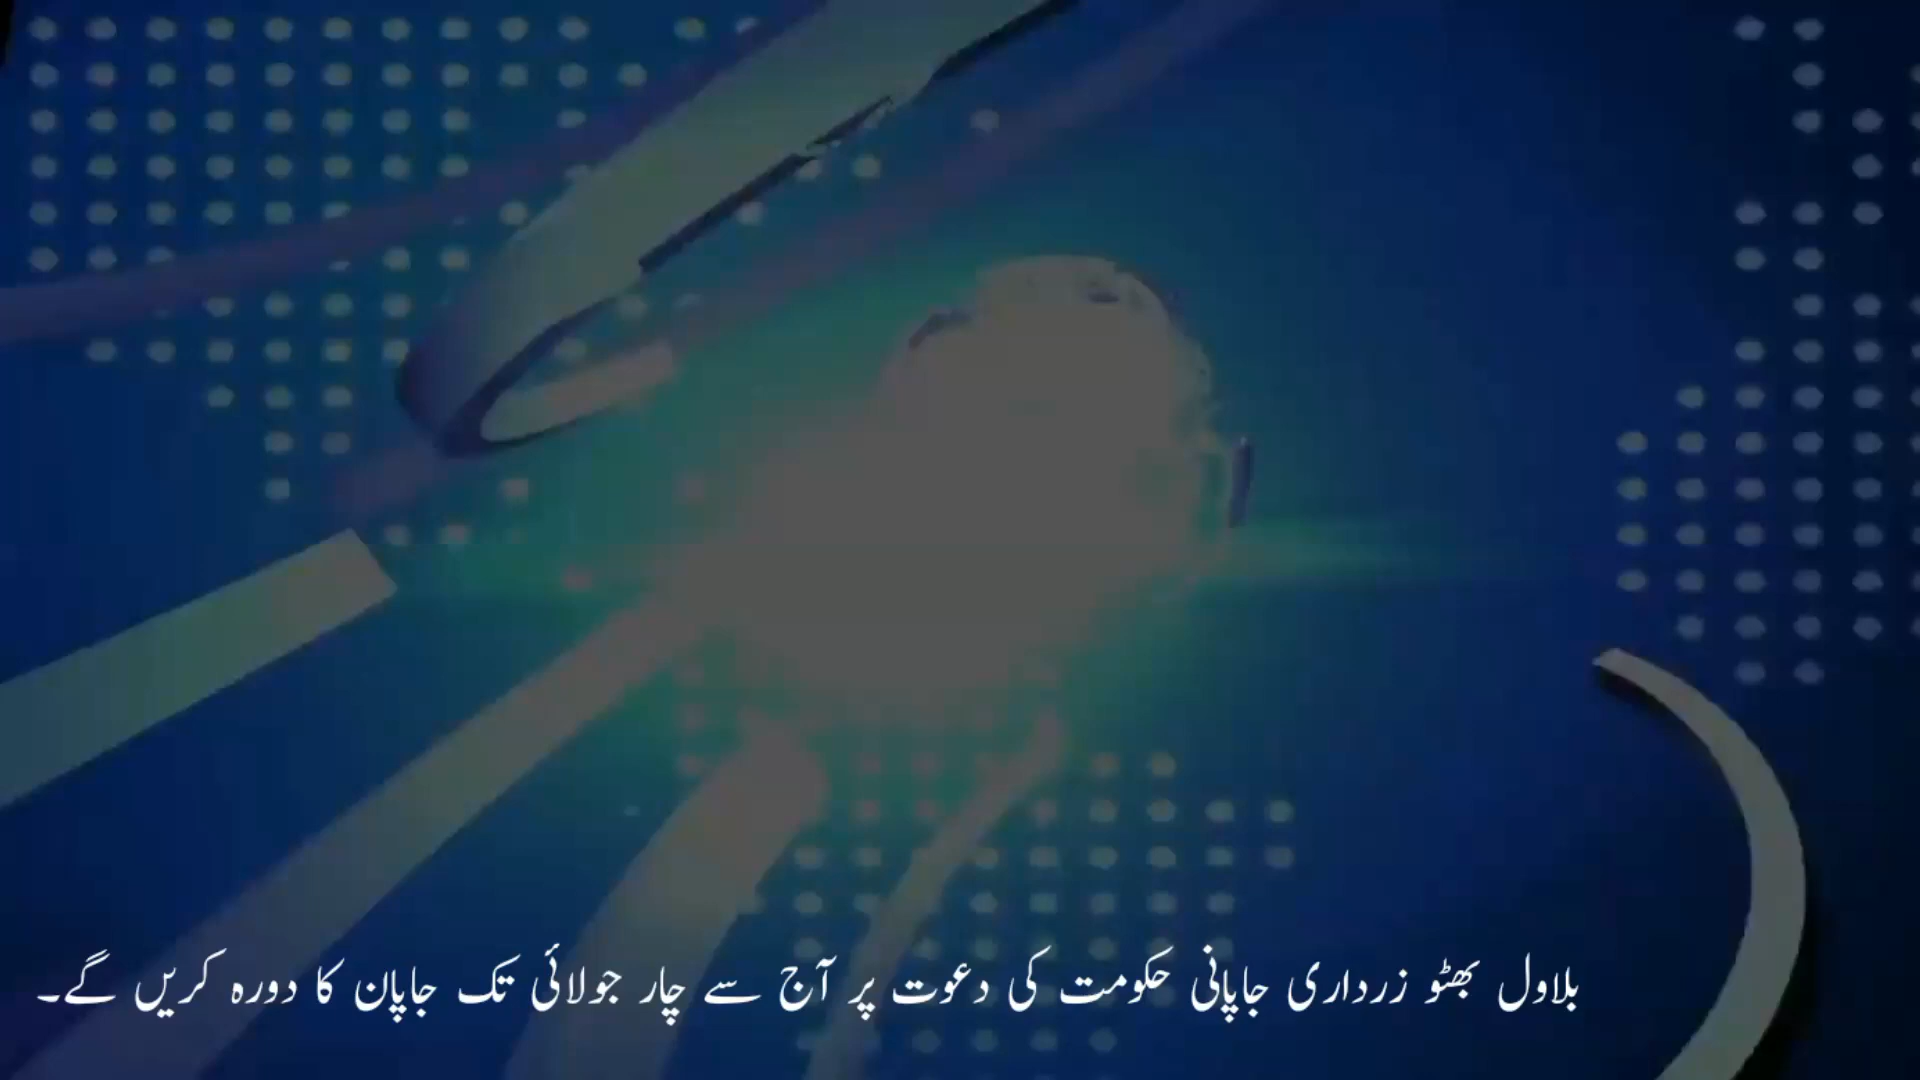 بلاول بھٹو زرداری جاپانی حکومت کی دعوت پر آج سے چار جولائی تک جاپان کا دورہ کریں گے۔